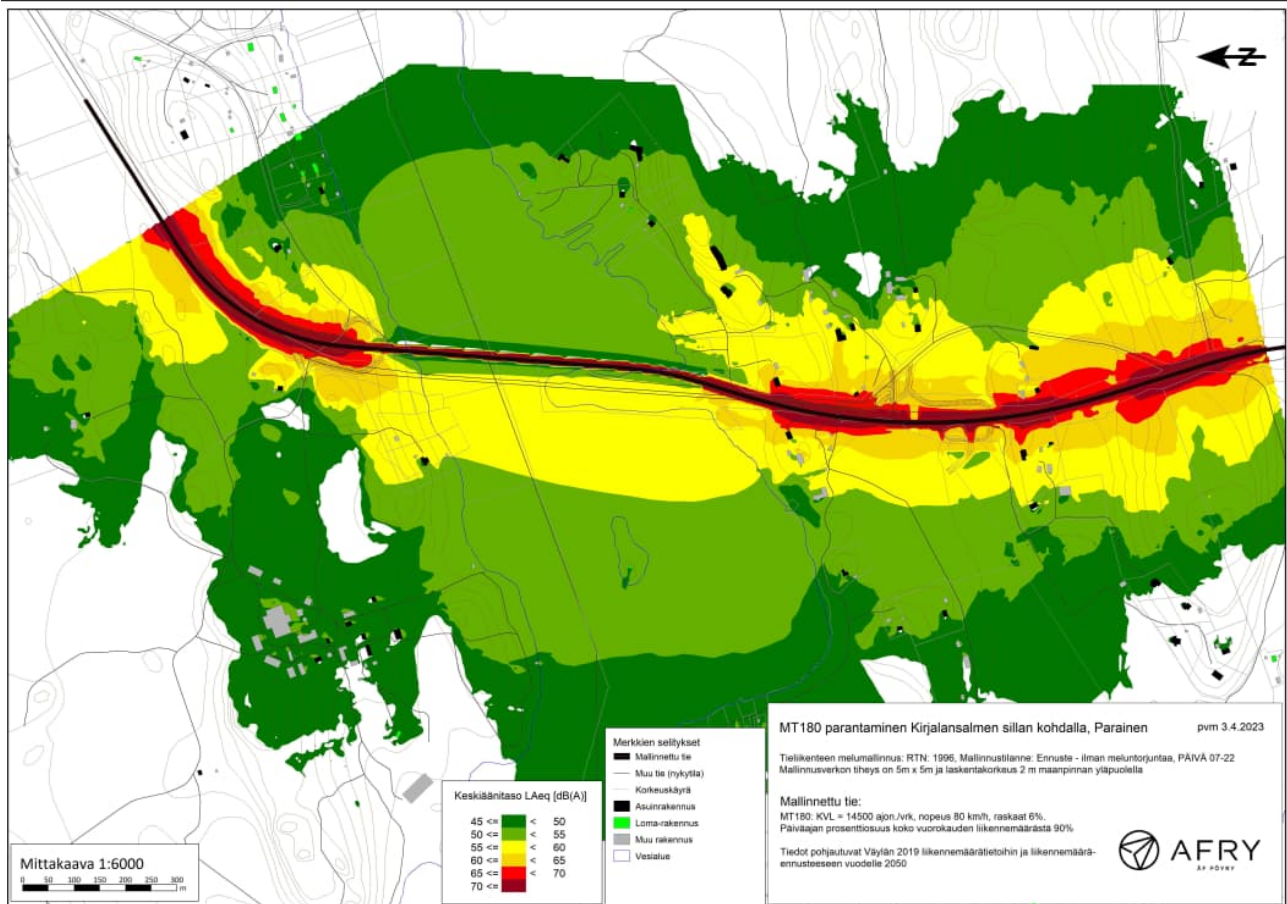 Z
Mittakaava 1:6000
0 50 100 150 200 250 300
m
Keskiäänitaso LAeq [dB(A)]
45 <= < 50
50 <= < 55
55 <= < 60
60 <= < 65
65 <= < 70
70 <=
Merkkien selitykset
Mallinnettu tie
Muu tie (nykytila)
Korkeuskäyrä
Asuinrakennus
Loma-rakennus
Muu rakennus
Vesialue
MT180 parantaminen Kirjalansalmen sillan kohdalla, Parainen pvm 3.4.2023
Tieliikenteen melumallinnus: RTN: 1996, Mallinnustilanne: Ennuste - ilman meluntorjuntaa, PÄIVÄ 07-22
Mallinnusverkon tiheys on 5m x 5m ja laskentakorkeus 2 m maanpinnan yläpuolella
Mallinnettu tie:
MT180: KVL = 14500 ajon./vrk, nopeus 80 km/h, raskaat 6%.
Päiväajan prosenttiosuus koko vuorokauden liikennemäärästä 90%
Tiedot pohjautuvat Väylän 2019 liikennemäärätietoihin ja liikennemäärä-
ennusteeseen vuodelle 2050
AFRY
ÅF PÖYRY